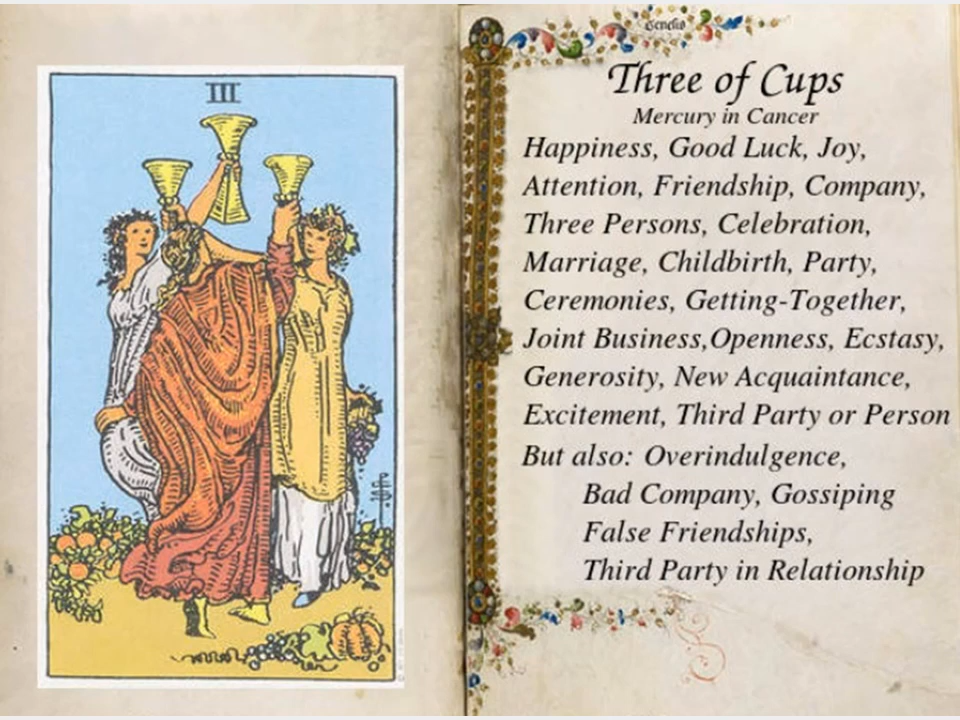 III
Three of Cups
Mercury in Cancer
Happiness, Good Luck, Joy,
Attention, Friendship, Company,
Three Persons, Celebration,
Marriage, Childbirth, Party,
Ceremonies, Getting-Together,
Joint Business,Openness, Ecstasy,
Generosity, New Acquaintance,
Excitement, Third Party or Person
But also: Overindulgence,
Bad Company, Gossiping
False Friendships,
Third Party in Relationship